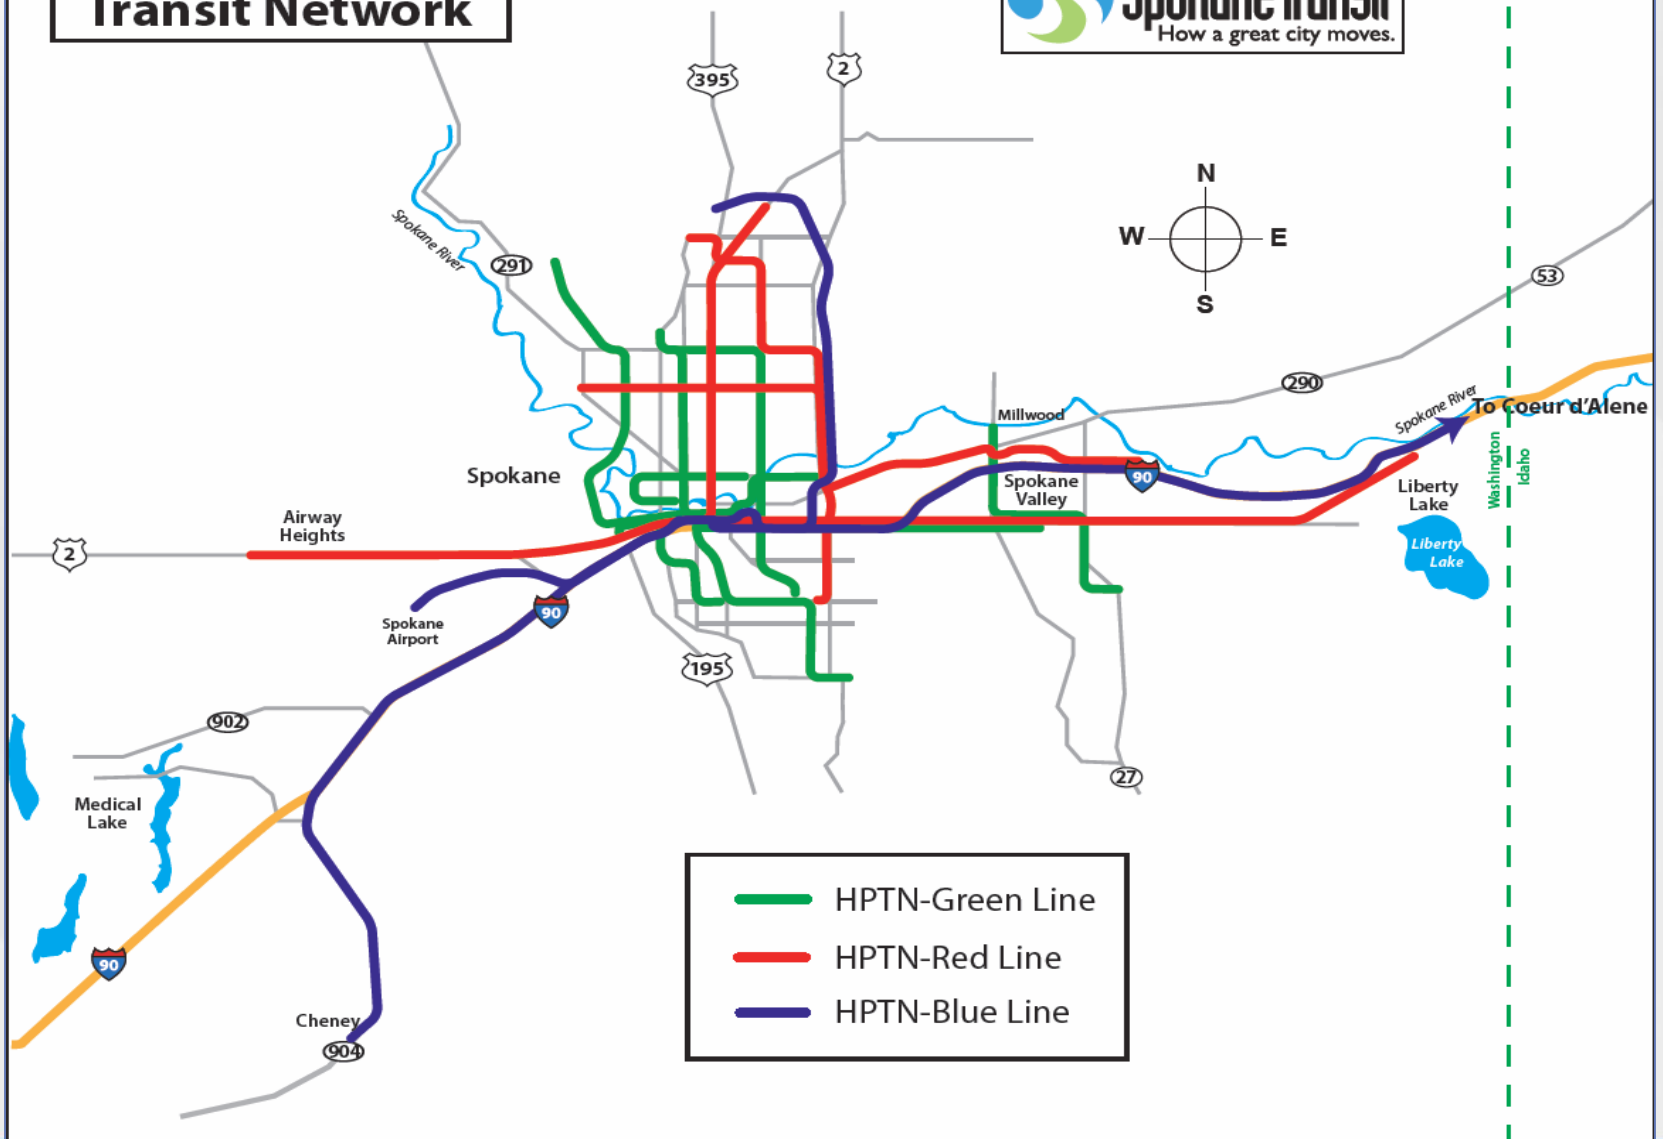 Transit Network
Spokane Transit
How a great city moves.
395
2
N
W
E
S
Spokane River
291
53
290
Spokane River
To Coeur d'Alene
Millwood
Spokane
90
Spokane
Valley
Washington
Idaho
Liberty
Lake
Liberty
Lake
Airway
Heights
2
90
Spokane
Airport
195
902
27
Medical
Lake
90
Cheney
904
HPTN-Green Line
HPTN-Red Line
HPTN-Blue Line